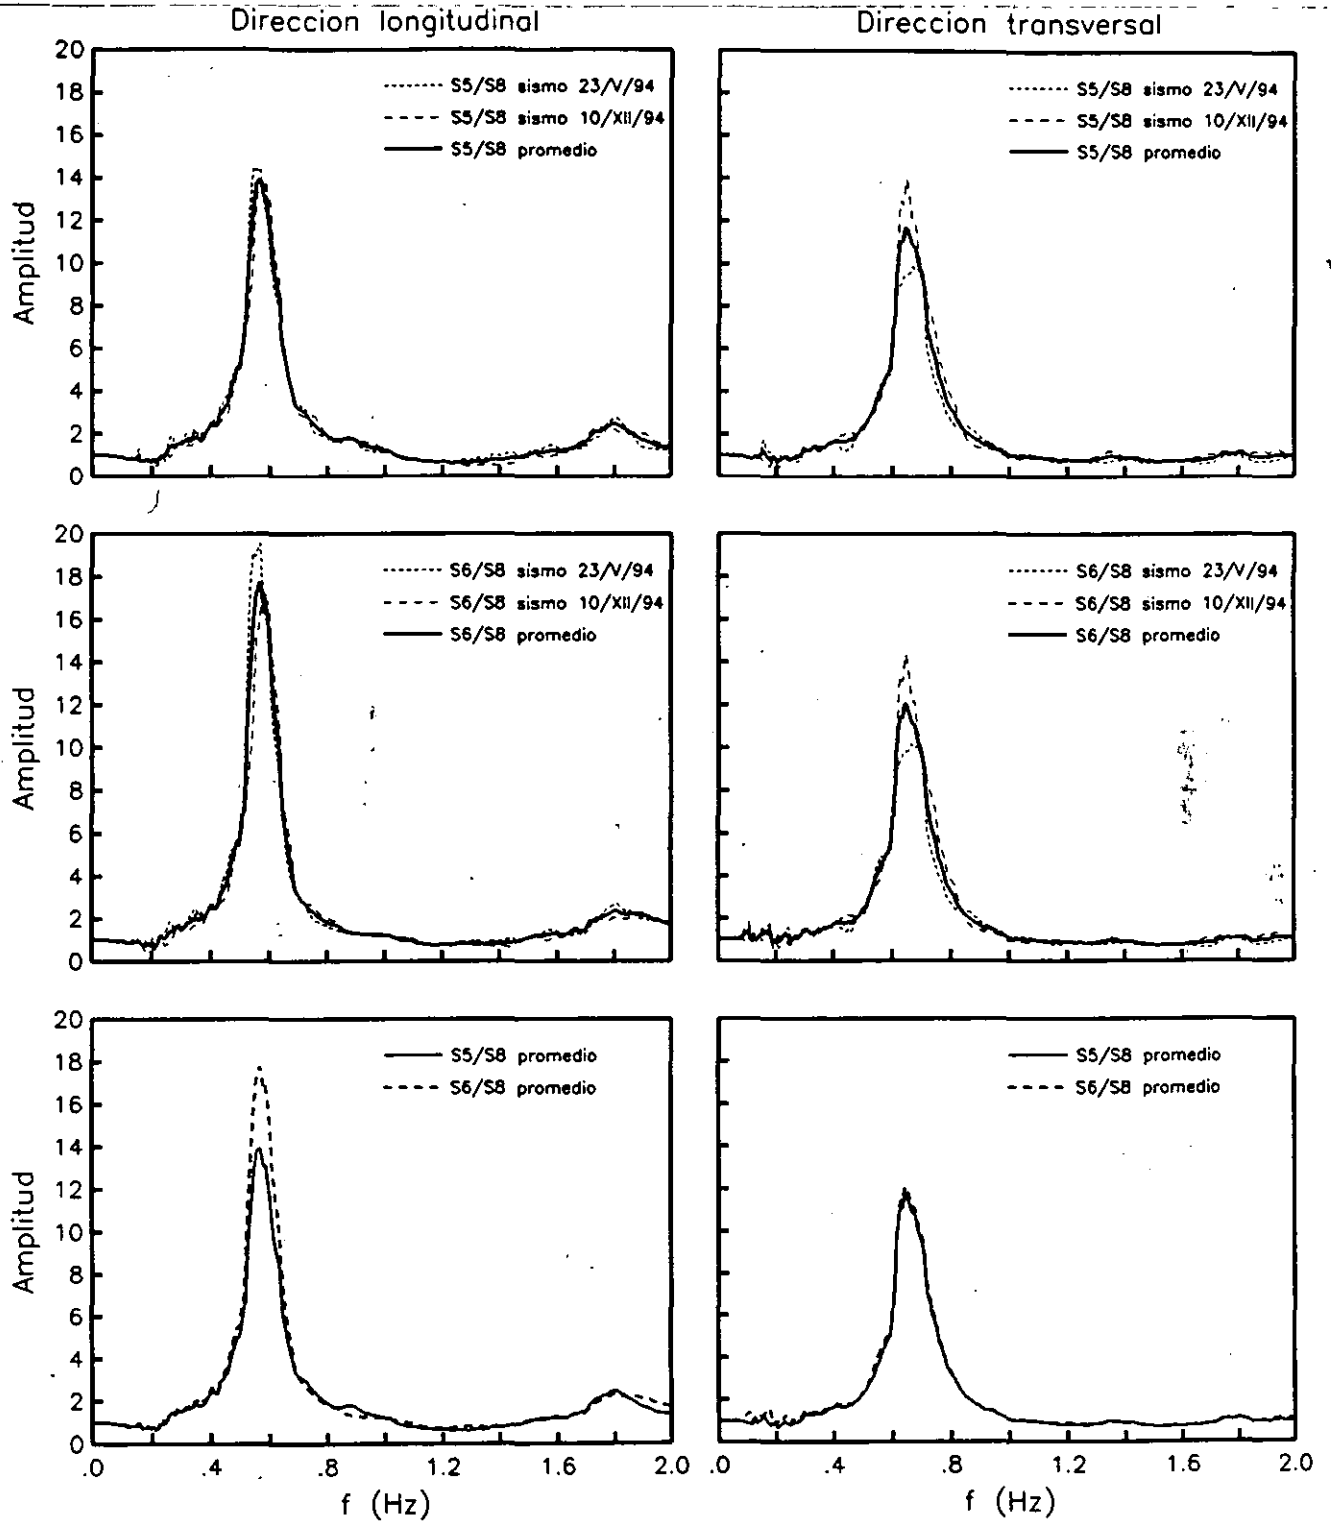 Direccion longitudinal
Direccion transversal
20
18
16
14
12
10
8
6
4
2
0
Amplitud
S5/S8 sismo 23/V/94
S5/S8 sismo 10/XII/94
S5/S8 promedio
S5/S8 sismo 23/V/94
S5/S8 sismo 10/XII/94
S5/S8 promedio
20
18
16
14
12
10
8
6
4
2
0
Amplitud
S6/S8 sismo 23/V/94
S6/S8 sismo 10/XII/94
S6/S8 promedio
S6/S8 sismo 23/V/94
S6/S8 sismo 10/XII/94
S6/S8 promedio
20
18
16
14
12
10
8
6
4
2
0
Amplitud
S5/S8 promedio
S6/S8 promedio
S5/S8 promedio
S6/S8 promedio
.0 .4 .8 1.2 1.6 2.0
f (Hz)
.0 .4 .8 1.2 1.6 2.0
f (Hz)